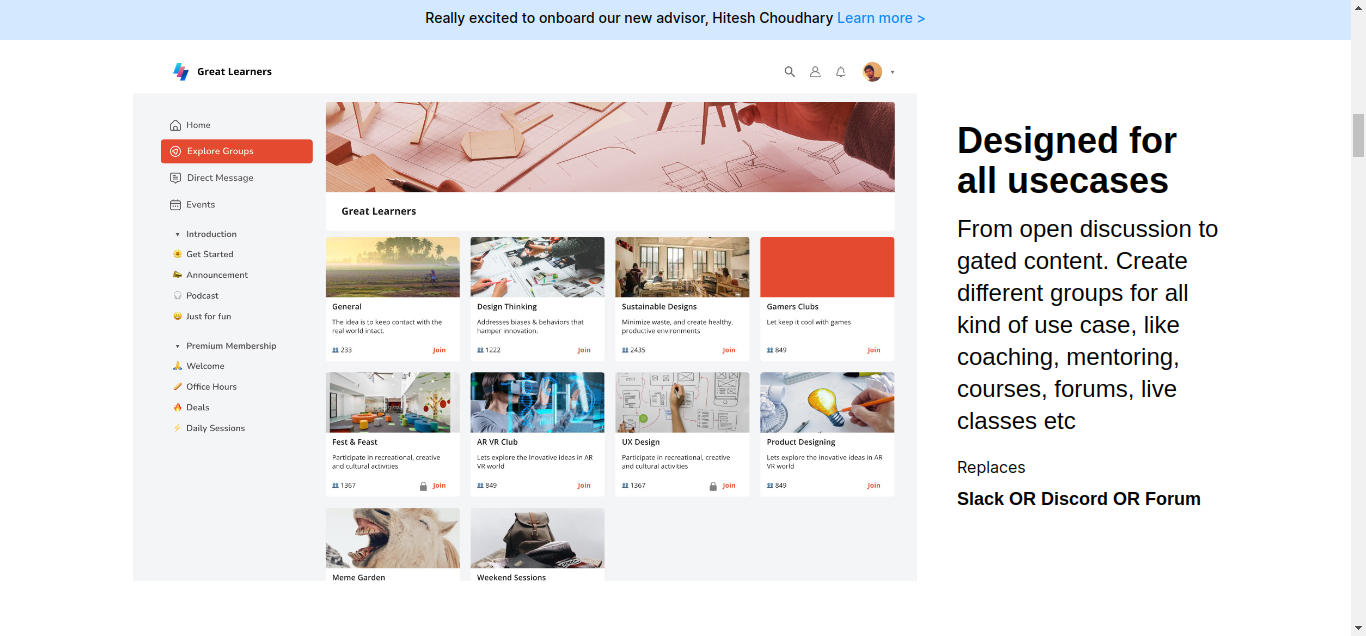 Really excited to onboard our new advisor, Hitesh Choudhary Learn more >
Great Learners
Home
Explore Groups
Direct Message
Events
Introduction
Get Started
Announcement
Podcast
Just for fun
Premium Membership
Welcome
Office Hours
Deals
Daily Sessions
Great Learners
General
The idea is to keep contact with the
real world intact.
233 Join
Design Thinking
Addresses biases & behaviors that
hamper innovation.
1222 Join
Sustainable Designs
Minimize waste, and create healthy,
productive environments
2435 Join
Gamers Clubs
Let keep it cool with games
849 Join
Fest & Feast
Participate in recreational, creative
and cultural activities
1367 Join
AR VR Club
Lets explore the Inovative ideas in AR
VR world
849 Join
UX Design
Participate in recreational, creative
and cultural activities
1367 Join
Product Designing
Lets explore the Inovative ideas in AR
VR world
849 Join
Meme Garden
Weekend Sessions
Designed for
all usecases
From open discussion to
gated content. Create
different groups for all
kind of use case, like
coaching, mentoring,
courses, forums, live
classes etc
Replaces
Slack OR Discord OR Forum